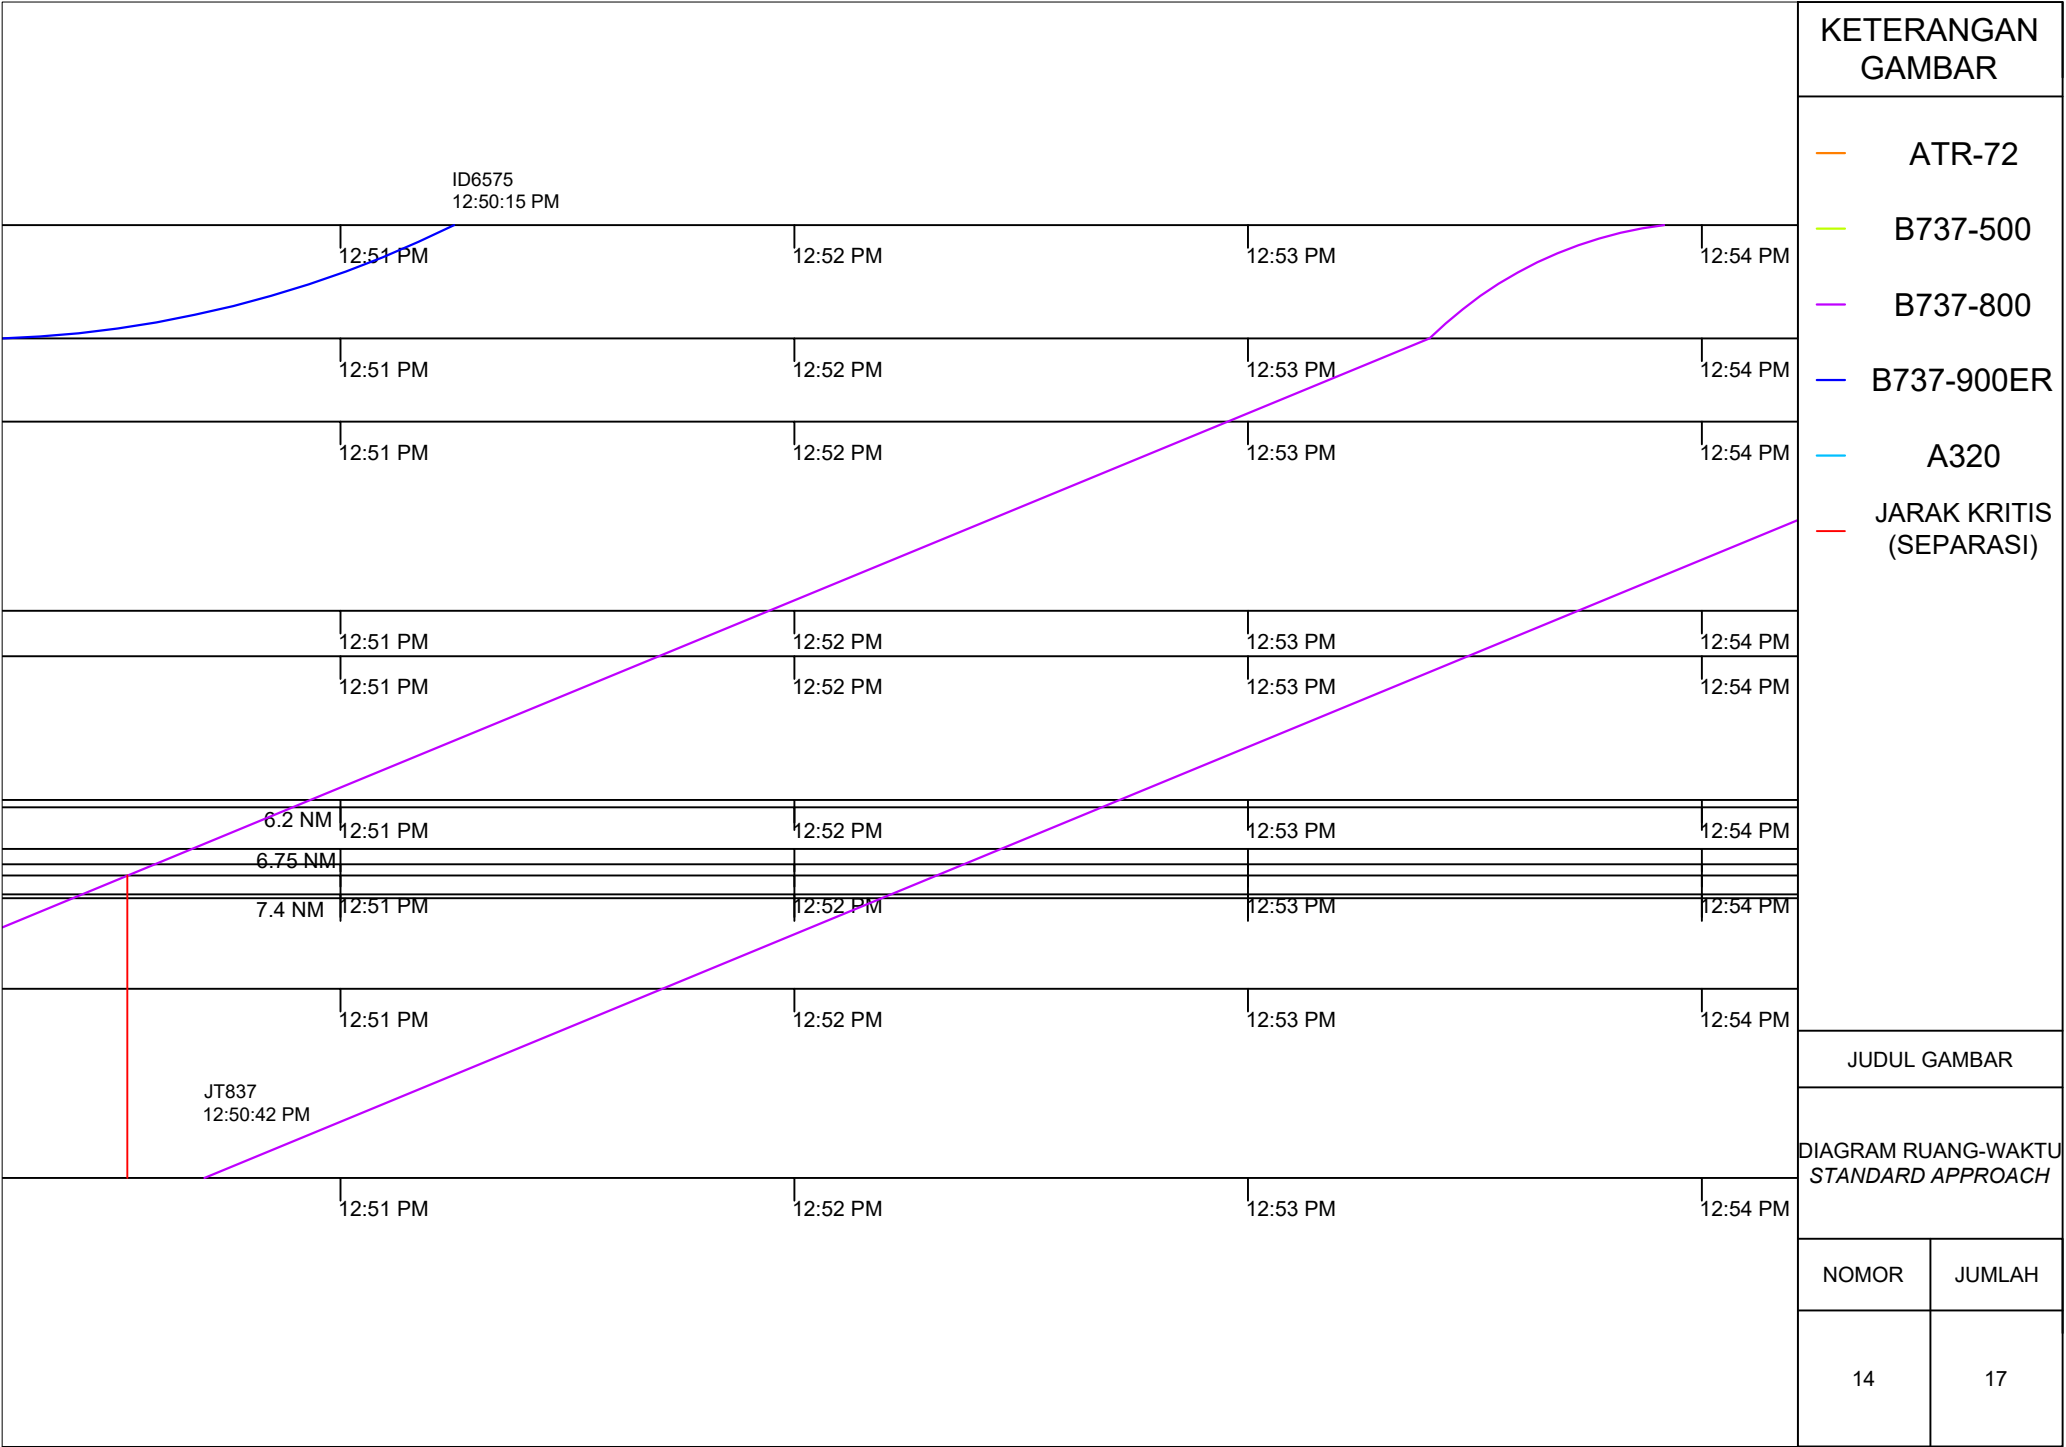 KETERANGAN
GAMBAR
ATR-72
B737-500
B737-800
B737-900ER
A320
JARAK KRITIS
(SEPARASI)
ID6575
12:50:15 PM
12:51 PM
12:52 PM
12:53 PM
12:54 PM
12:51 PM
12:52 PM
12:53 PM
12:54 PM
12:51 PM
12:52 PM
12:53 PM
12:54 PM
12:51 PM
12:52 PM
12:53 PM
12:54 PM
12:51 PM
12:52 PM
12:53 PM
12:54 PM
6.2 NM
12:51 PM
12:52 PM
12:53 PM
12:54 PM
6.75 NM
7.4 NM
12:51 PM
12:52 PM
12:53 PM
12:54 PM
12:51 PM
12:52 PM
12:53 PM
12:54 PM
JT837
12:50:42 PM
12:51 PM
12:52 PM
12:53 PM
12:54 PM
JUDUL GAMBAR
DIAGRAM RUANG-WAKTU
STANDARD APPROACH
NOMOR
JUMLAH
14
17